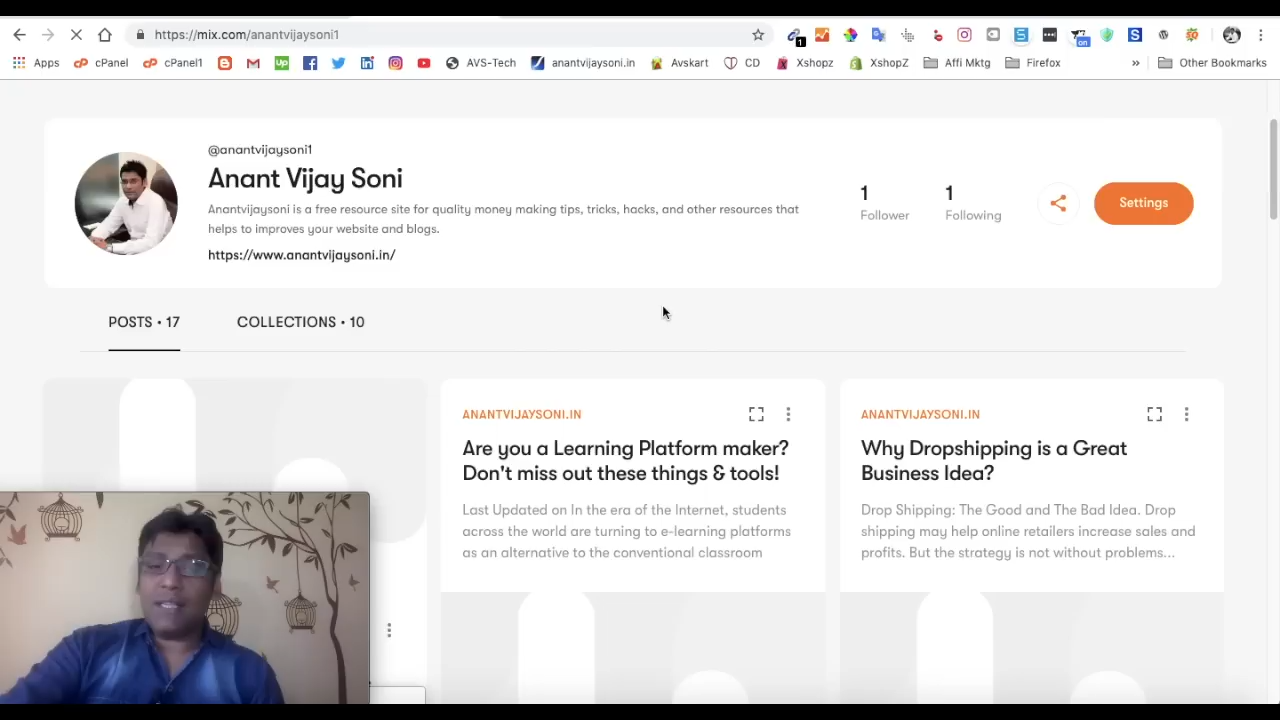 https://mix.com/anantvijaysoni1
1
on
Apps cPanel cPanel1 Up AVS-Tech anantvijaysoni.in Avskart CD Xshopz XshopZ Affi Mktg Firefox » Other Bookmarks
@anantvijaysoni1
Anant Vijay Soni
Anantvijaysoni is a free resource site for quality money making tips, tricks, hacks, and other resources that
helps to improves your website and blogs.
https://www.anantvijaysoni.in/
1
Follower
1
Following
Settings
POSTS • 17
COLLECTIONS • 10
ANANTVIJAYSONI.IN
Are you a Learning Platform maker?
Don't miss out these things & tools!
Last Updated on In the era of the Internet, students
across the world are turning to e-learning platforms
as an alternative to the conventional classroom
ANANTVIJAYSONI.IN
Why Dropshipping is a Great
Business Idea?
Drop Shipping: The Good and The Bad Idea. Drop
shipping may help online retailers increase sales and
profits. But the strategy is not without problems...